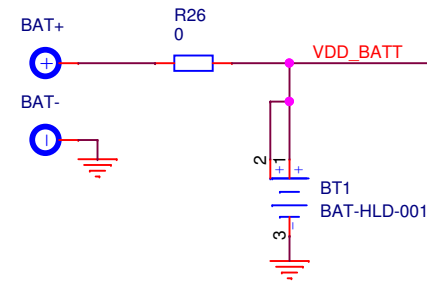 R26
0
BAT+
+
VDD_BATT
BAT-
-
2
1
+ +
BT1
BAT-HLD-001
-
3